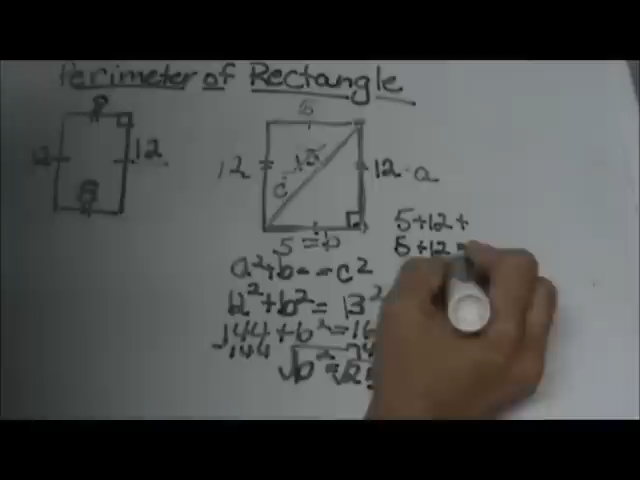 Perimeter of Rectangle
8
12 12.
8
5
12 12 a
c
5 = b
5+12+
5+12=
a²+b = c²
12²+b² = 13²
144+b²=16
-144
√b² = √25